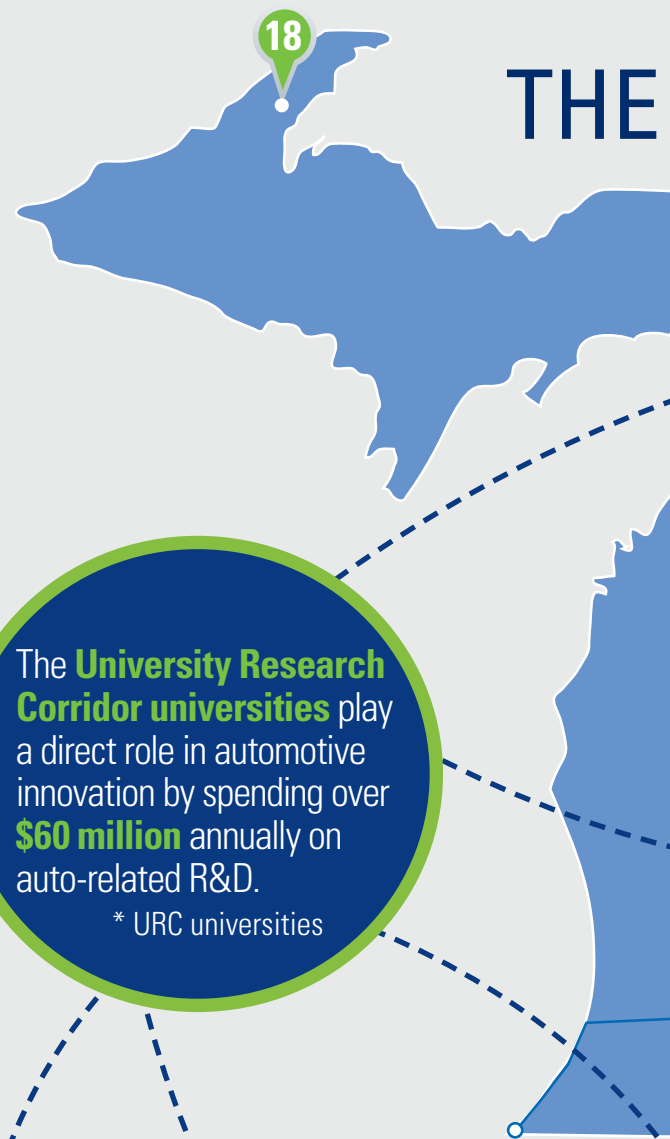 18
THE
The University Research
Corridor universities play
a direct role in automotive
innovation by spending over
$60 million annually on
auto-related R&D.
* URC universities